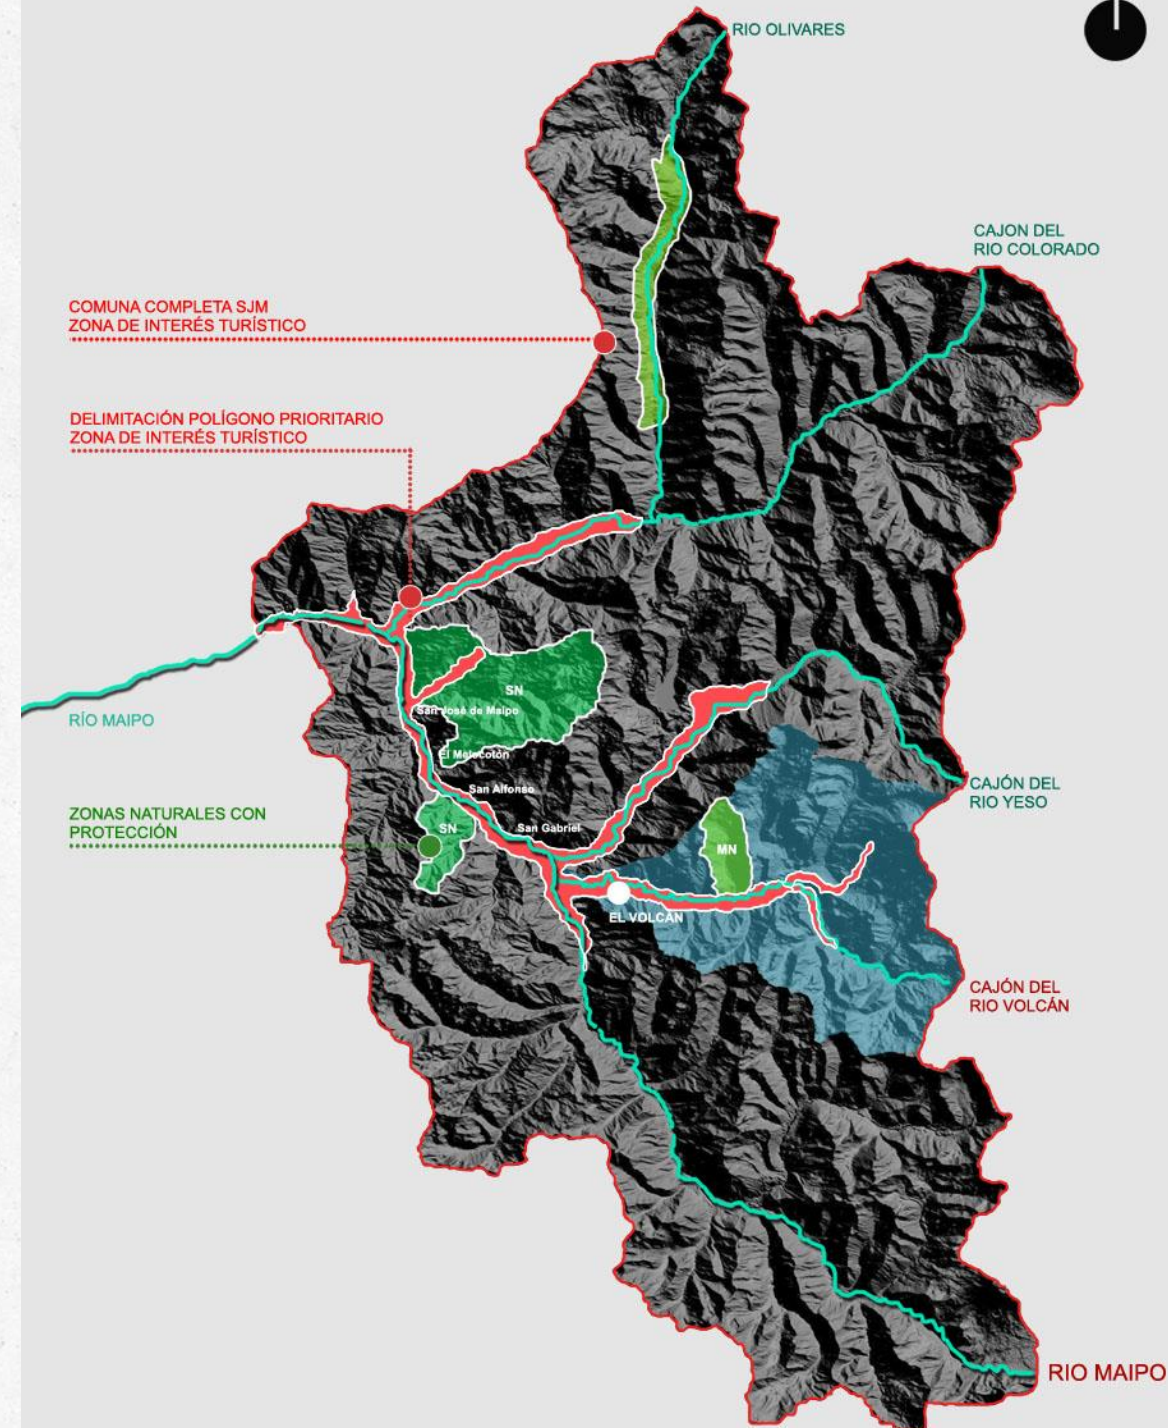 RIO OLIVARES
CAJON DEL
RIO COLORADO
COMUNA COMPLETA SJM
ZONA DE INTERÉS TURÍSTICO
DELIMITACIÓN POLÍGONO PRIORITARIO
ZONA DE INTERÉS TURÍSTICO
SN
San José de Maipo
RÍO MAIPO
El Melocotón
CAJÓN DEL
RIO YESO
San Alfonso
ZONAS NATURALES CON
PROTECCIÓN
SN
San Gabriel
MN
EL VOLCÁN
CAJÓN DEL
RIO VOLCÁN
RIO MAIPO